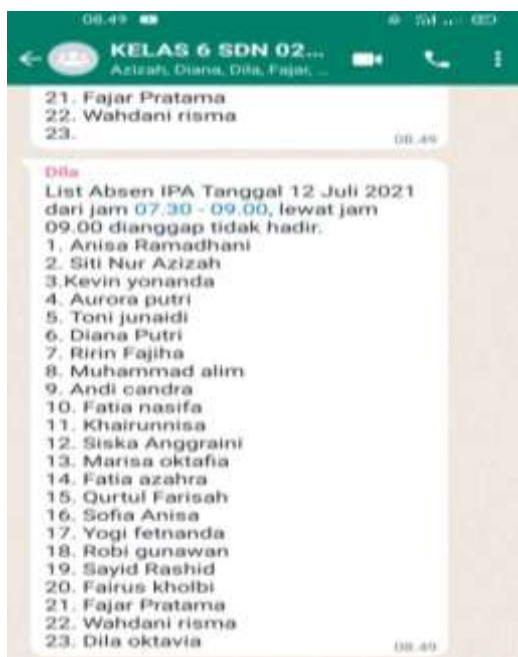 08.49
KELAS 6 SDN 02...
Azizah, Diana, Dila, Fajar, ...
21. Fajar Pratama
22. Wahdani risma
23.
08.49
Dila
List Absen IPA Tanggal 12 Juli 2021
dari jam 07.30 - 09.00, lewat jam
09.00 dianggap tidak hadir.
1. Anisa Ramadhani
2. Siti Nur Azizah
3.Kevin yonanda
4. Aurora putri
5. Toni junaidi
6. Diana Putri
7. Ririn Fajiha
8. Muhammad alim
9. Andi candra
10. Fatia nasifa
11. Khairunnisa
12. Siska Anggraini
13. Marisa oktafia
14. Fatia azahra
15. Qurtul Farisah
16. Sofia Anisa
17. Yogi fetnanda
18. Robi gunawan
19. Sayid Rashid
20. Fairus kholbi
21. Fajar Pratama
22. Wahdani risma
23. Dila oktavia
08.49